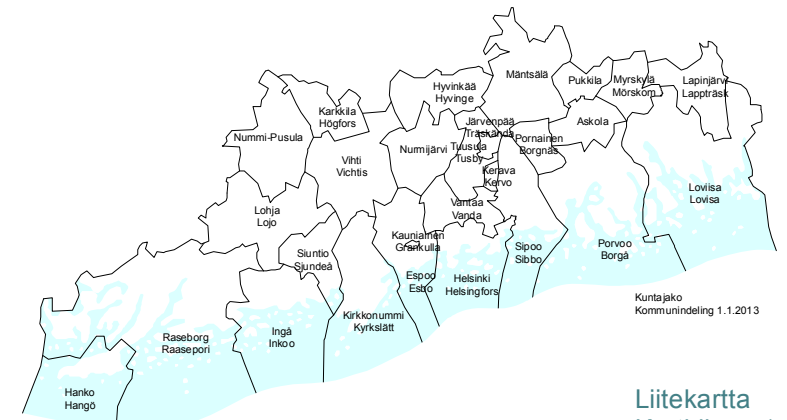 Mäntsälä
Pukkila
Myrskylä
Mörskom
Lapinjärvi
Lappträsk
Hyvinkää
Hyvinge
Karkkila
Högfors
Järvenpää
Träskända
Askola
Nummi-Pusula
Nurmijärvi
Tuusula
Tusby
Pornainen
Borgnäs
Vihti
Vichtis
Kerava
Kervo
Loviisa
Lovisa
Lohja
Lojo
Vantaa
Vanda
Kauniainen
Grankulla
Siuntio
Sjundeå
Sipoo
Sibbo
Porvoo
Borgå
Espoo
Esbo
Helsinki
Helsingfors
Kuntajako
Kommunindeling 1.1.2013
Kirkkonummi
Kyrkslätt
Ingå
Inkoo
Raseborg
Raasepori
Hanko
Hangö
Liitekartta